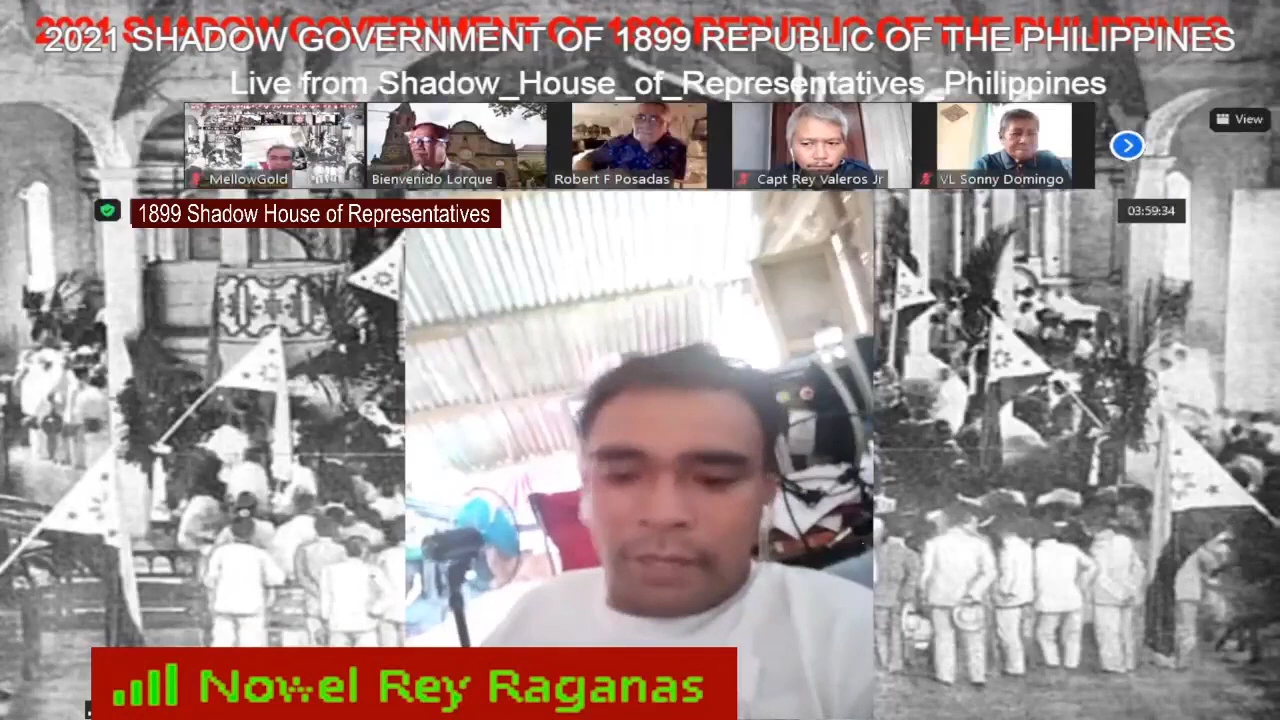 2021 SHADOW GOVERNMENT OF 1899 REPUBLIC OF THE PHILIPPINES
Live from Shadow_House_of_Representatives_Philippines
View
MellowGold
Bienvenido Lorque
Robert F Posadas
Capt Rey Valeros Jr
VL Sonny Domingo
1899 Shadow House of Representatives
03:59:34
Nowel Rey Raganas